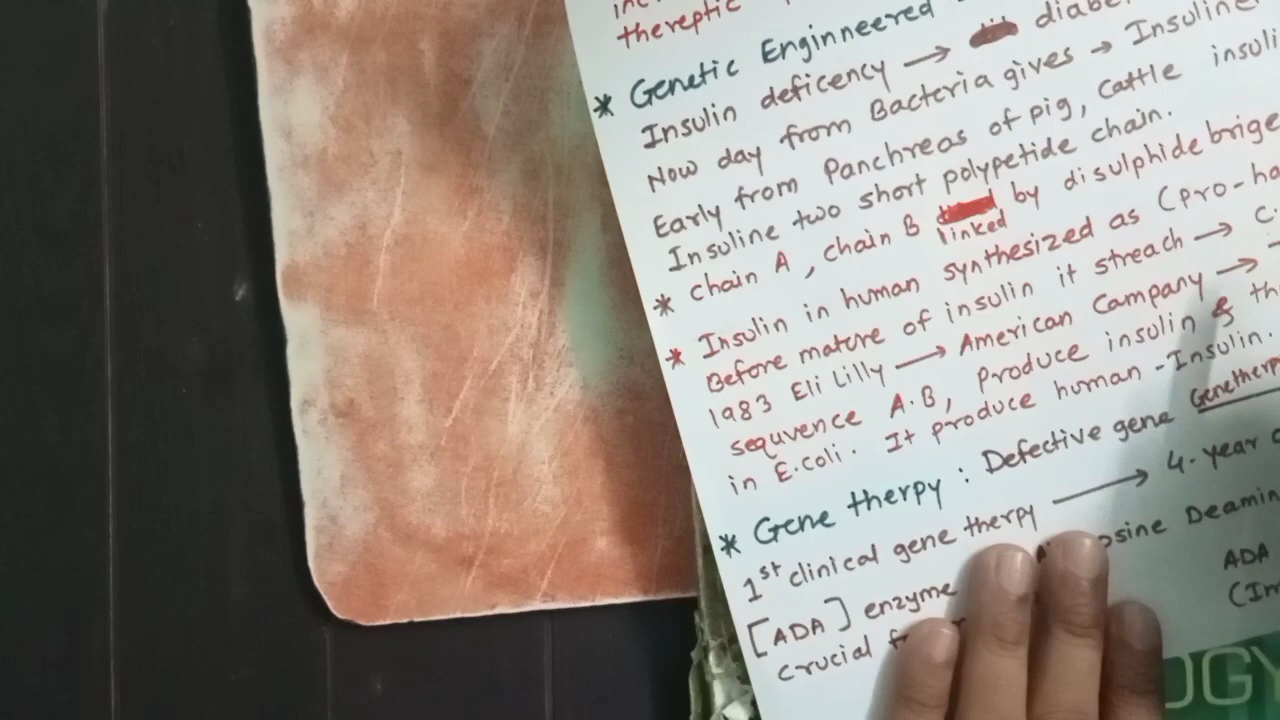 thereptic
* Genetic Enginneered
Insulin deficency → diabe
Now day from Bacteria gives → Insuline
Early from Panchreas of pig, Cattle insuli
Insuline two short polypetide chain.
* chain A, chain B linked by disulphide brige
* Insulin in human synthesized as (pro-ho
Before mature of insulin it streach → C
1983 Eli Lilly → American Campany →
sequvence A.B, Produce insulin & th
in E.coli. It produce human-Insulin.
* Gene therpy : Defective gene Genetherp
1st clinical gene therpy → 4-year
[ADA] enzyme osine Deamin
crucial f ADA
(Im
OGY